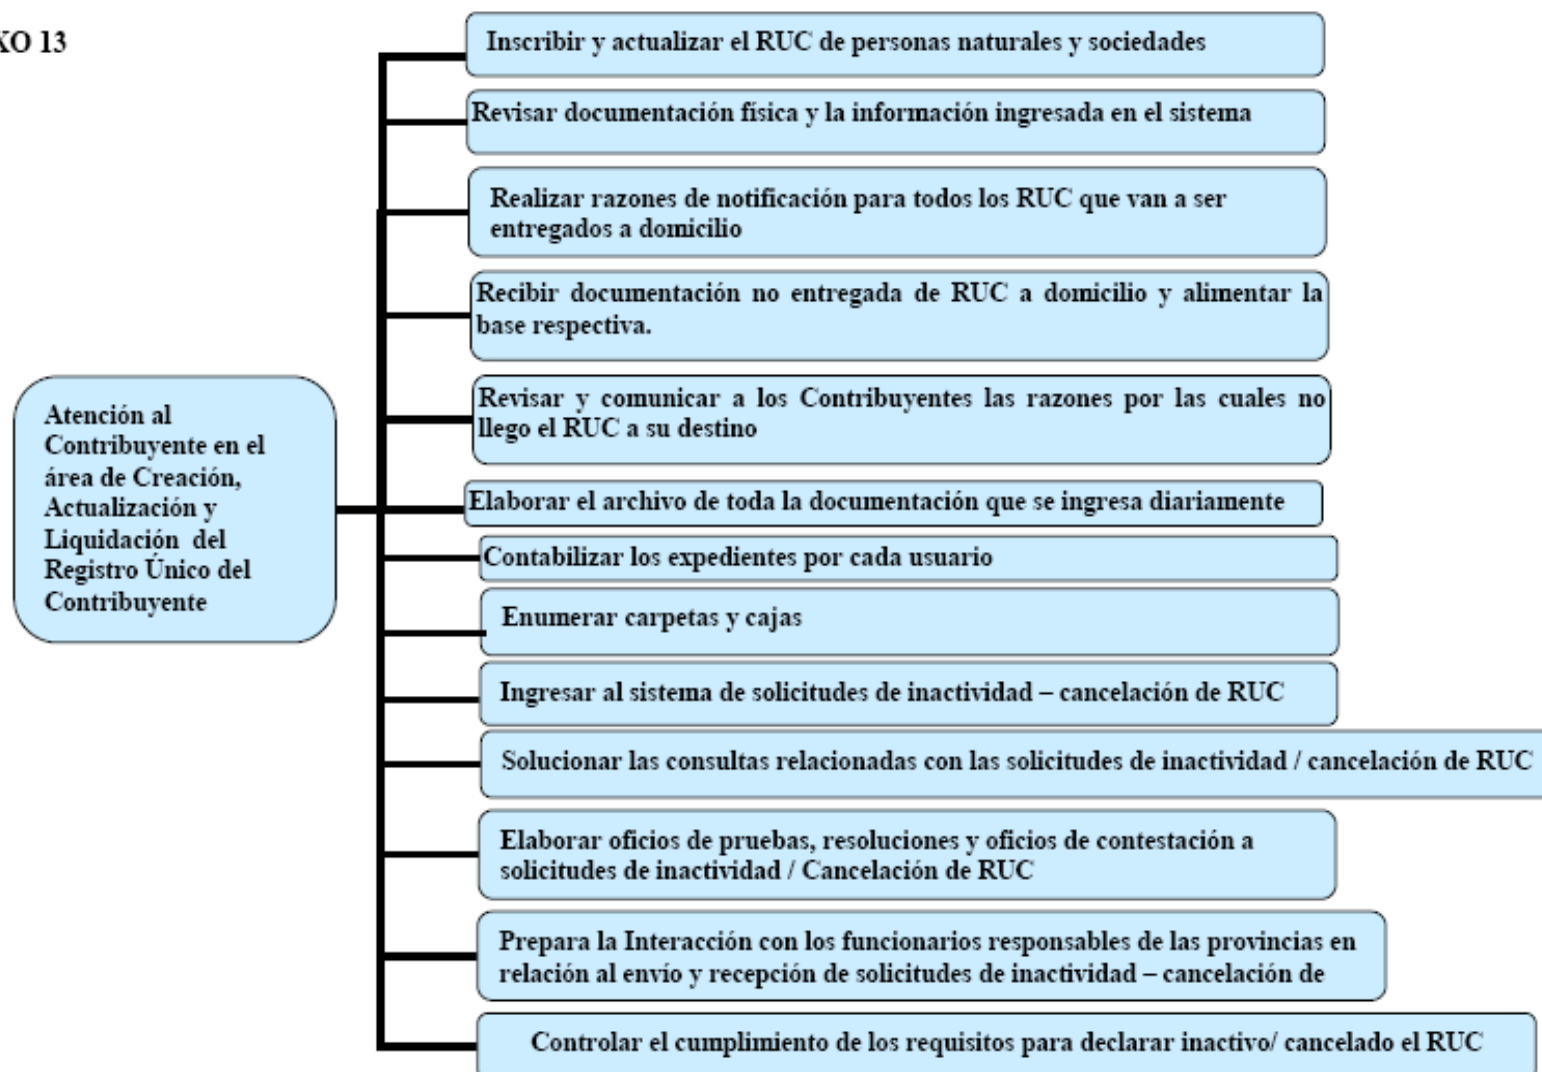 XO 13
Inscribir y actualizar el RUC de personas naturales y sociedades
Revisar documentación física y la información ingresada en el sistema
Realizar razones de notificación para todos los RUC que van a ser
entregados a domicilio
Recibir documentación no entregada de RUC a domicilio y alimentar la
base respectiva.
Revisar y comunicar a los Contribuyentes las razones por las cuales no
llego el RUC a su destino
Atención al
Contribuyente en el
área de Creación,
Actualización y
Liquidación del
Registro Único del
Contribuyente
Elaborar el archivo de toda la documentación que se ingresa diariamente
Contabilizar los expedientes por cada usuario
Enumerar carpetas y cajas
Ingresar al sistema de solicitudes de inactividad – cancelación de RUC
Solucionar las consultas relacionadas con las solicitudes de inactividad / cancelación de RUC
Elaborar oficios de pruebas, resoluciones y oficios de contestación a
solicitudes de inactividad / Cancelación de RUC
Prepara la Interacción con los funcionarios responsables de las provincias en
relación al envío y recepción de solicitudes de inactividad – cancelación de
Controlar el cumplimiento de los requisitos para declarar inactivo/ cancelado el RUC